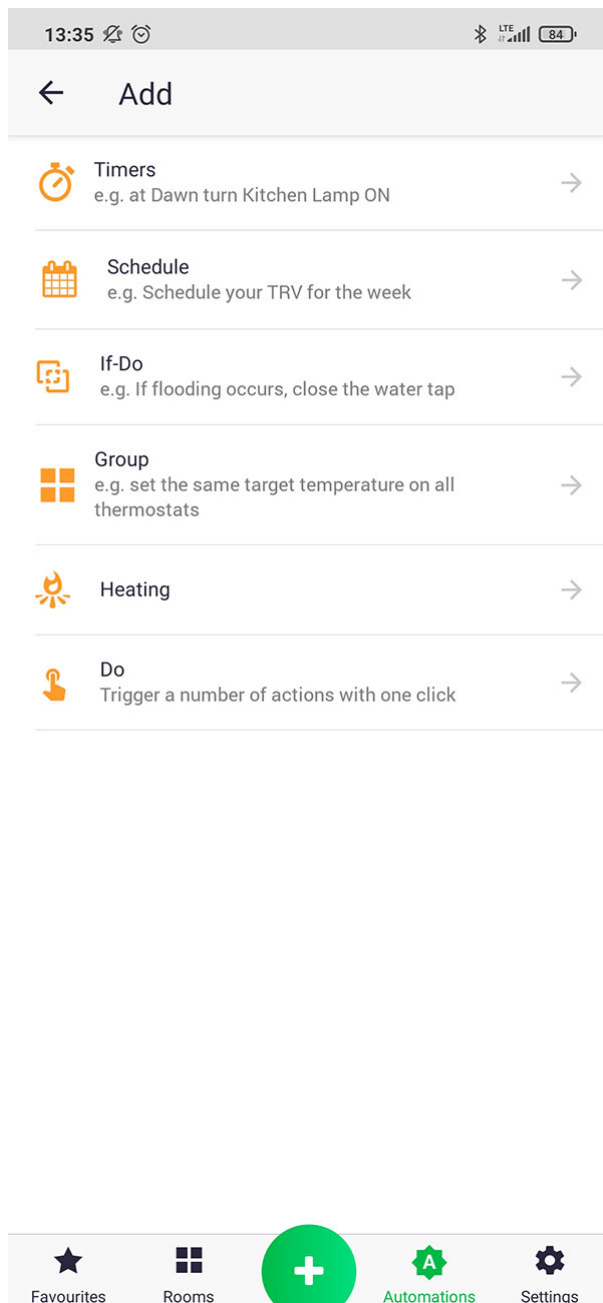 13:35 LTE 84
Add
Timers
e.g. at Dawn turn Kitchen Lamp ON
Schedule
e.g. Schedule your TRV for the week
If-Do
e.g. If flooding occurs, close the water tap
Group
e.g. set the same target temperature on all
thermostats
Heating
Do
Trigger a number of actions with one click
A
Favourites Rooms Automations Settings